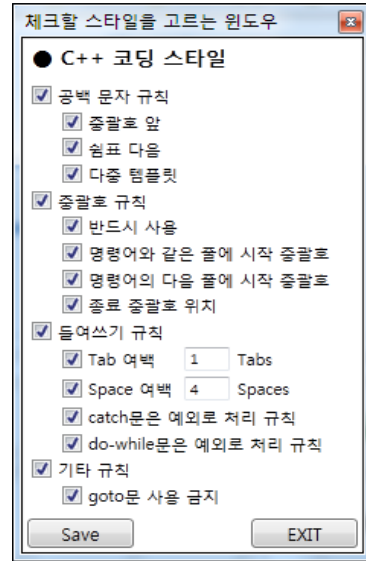 체크할 스타일을 고르는 윈도우
● C++ 코딩 스타일
공백 문자 규칙
중괄호 앞
쉼표 다음
다중 템플릿
중괄호 규칙
반드시 사용
명령어와 같은 줄에 시작 중괄호
명령어의 다음 줄에 시작 중괄호
종료 중괄호 위치
들여쓰기 규칙
Tab 여백 1 Tabs
Space 여백 4 Spaces
catch문은 예외로 처리 규칙
do-while문은 예외로 처리 규칙
기타 규칙
goto문 사용 금지
Save EXIT